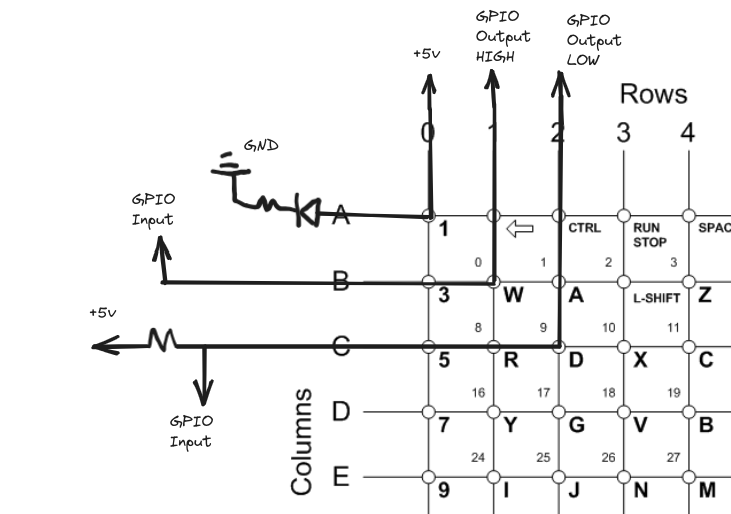 GPIO
Output
HIGH
GPIO
Output
LOW
+5v
Rows
0 1 2 3 4
GND
GPIO
Input
A
1 CTRL RUN
STOP
SPAC
0 1 2 3
B
3 W A L-SHIFT Z
8 9 10 11
+5v
C
5 R D X C
16 17 18 19
GPIO
Input
Columns
D
7 Y G V B
24 25 26 27
E
9 I J N M